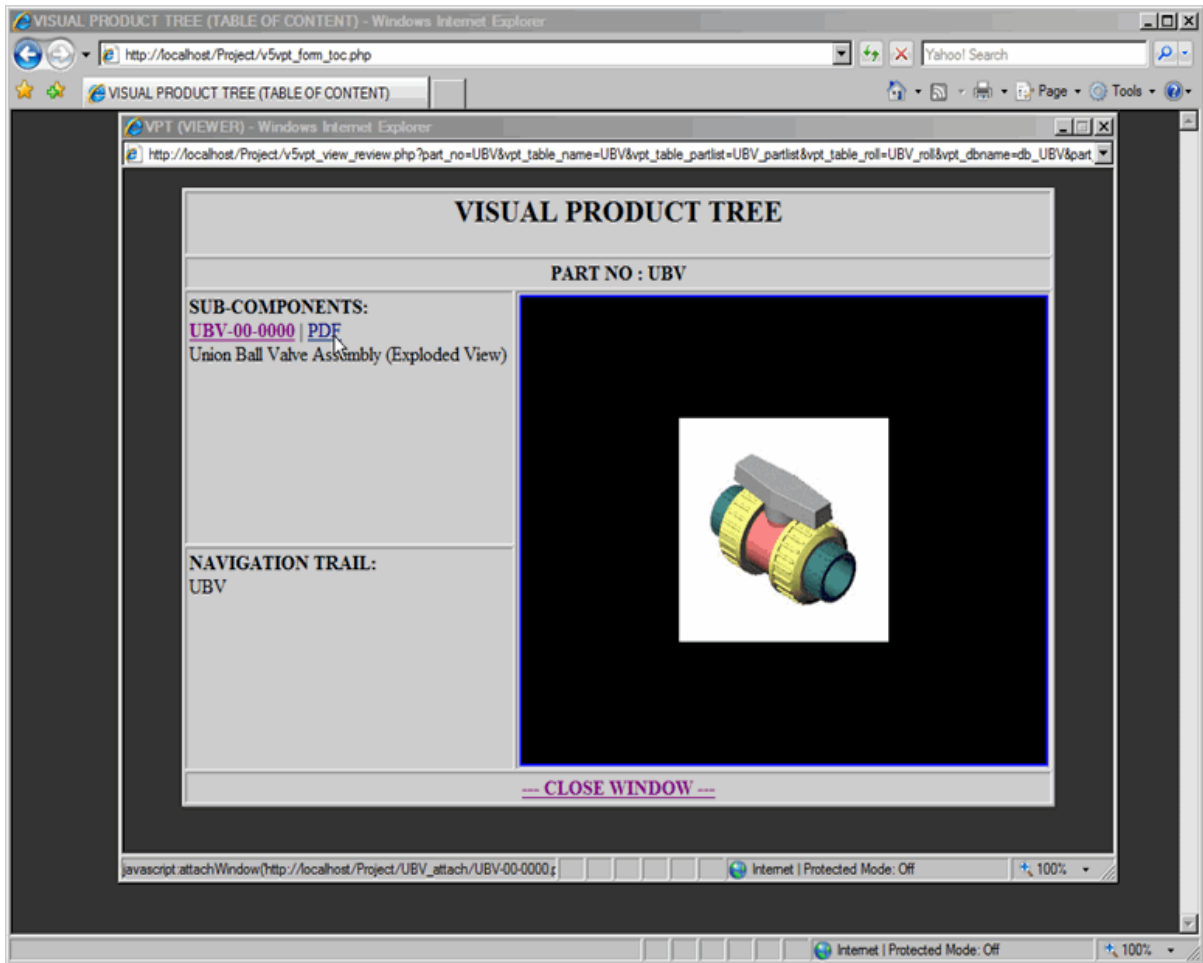 VISUAL PRODUCT TREE (TABLE OF CONTENT) - Windows Internet Explorer
http://localhost/Project/v5vpt_form_toc.php
Yahoo! Search
VISUAL PRODUCT TREE (TABLE OF CONTENT)
Page
Tools
VPT (VIEWER) - Windows Internet Explorer
http://localhost/Project/v5vpt_view_review.php?part_no=UBV&vpt_table_name=UBV&vpt_table_partlist=UBV_partlist&vpt_table_roll=UBV_roll&vpt_dbname=db_UBV&part_
VISUAL PRODUCT TREE
PART NO : UBV
SUB-COMPONENTS:
UBV-00-0000 | PDF
Union Ball Valve Assembly (Exploded View)
NAVIGATION TRAIL:
UBV
--- CLOSE WINDOW ---
javascript:attachWindow('http://localhost/Project/UBV_attach/UBV-00-0000.p
Internet | Protected Mode: Off
100%
Internet | Protected Mode: Off
100%